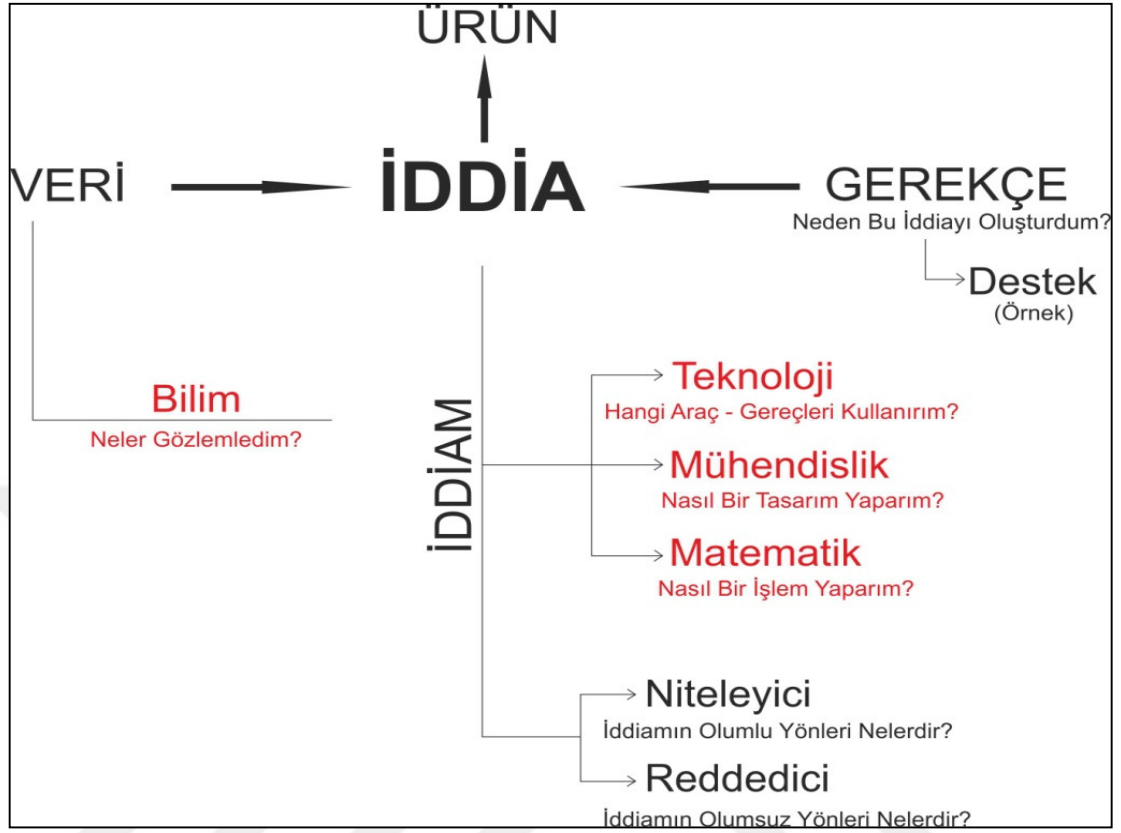 ÜRÜN
VERİ
İDDİA
GEREKÇE
Neden Bu İddiayı Oluşturdum?
Destek
(Örnek)
Bilim
Neler Gözlemledim?
İDDİAM
Teknoloji
Hangi Araç - Gereçleri Kullanırım?
Mühendislik
Nasıl Bir Tasarım Yaparım?
Matematik
Nasıl Bir İşlem Yaparım?
Niteleyici
İddiamın Olumlu Yönleri Nelerdir?
Reddedici
İddiamın Olumsuz Yönleri Nelerdir?